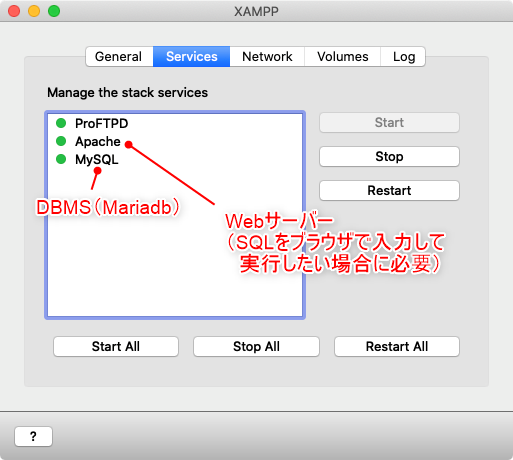 XAMPP
General Services Network Volumes Log
Manage the stack services
ProFTPD
Apache
MySQL
Start
Stop
Restart
DBMS（Mariadb）
Webサーバー
（SQLをブラウザで入力して
実行したい場合に必要）
Start All Stop All Restart All
?